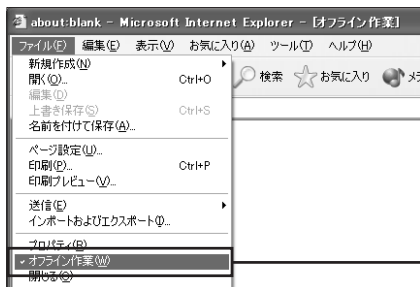 about:blank - Microsoft Internet Explorer - [オフライン作業]
ファイル(F) 編集(E) 表示(V) お気に入り(A) ツール(T) ヘルプ(H)
新規作成(N)
開く(O)... Ctrl+O
編集(D)
上書き保存(S) Ctrl+S
名前を付けて保存(A)...
検索 お気に入り メ
ページ設定(U)...
印刷(P)... Ctrl+P
印刷プレビュー(V)...
送信(E)
インポートおよびエクスポート(I)...
プロパティ(R)
オフライン作業(W)
閉じる(C)